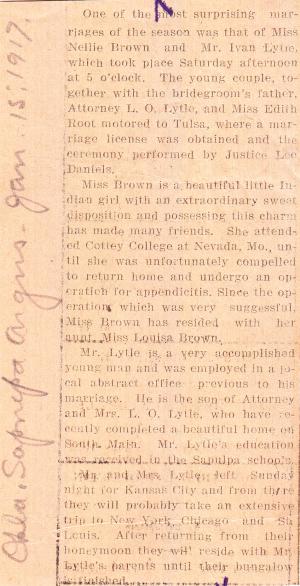 Okla. Sapulpa Argus. Jan. 15, 1917.
One of the most surprising mar-
riages of the season was that of Miss
Nellie Brown and Mr. Ivan Lytle,
which took place Saturday afternoon
at 5 o'clock. The young couple, to-
gether with the bridegroom's father,
Attorney L. O. Lytle, and Miss Edith
Root motored to Tulsa, where a mar-
riage license was obtained and the
ceremony performed by Justice Lee
Daniels.
Miss Brown is a beautiful little In-
dian girl with an extraordinary sweet
disposition and possessing this charm
has made many friends. She attend-
ed Cottey College at Nevada, Mo., un-
til she was unfortunately compelled
to return home and undergo an op-
eration for appendicitis. Since the op-
eration, which was very suggessful,
Miss Brown has resided with her
aunt, Miss Louisa Brown.
Mr. Lytle is a very accomplished
young man and was employed in a lo-
cal abstract office previous to his
marriage. He is the son of Attorney
and Mrs. L. O. Lytle, who have re-
cently completed a beautiful home on
South Main. Mr. Lytle's education
was received in the Sapulpa schools.
Mr. and Mrs. Lytle left Sunday
night for Kansas City and from there
they will probably take an extensive
trip to New York, Chicago and St.
Louis. After returning from their
honeymoon they will reside with Mr.
Lytle's parents until their bungalow
is finished.